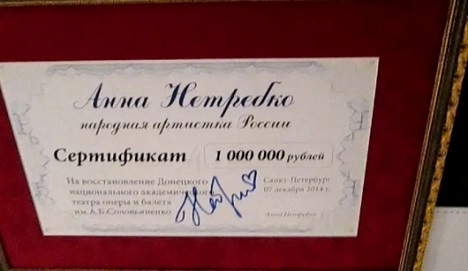 Анна Нетребко
народная артистка России
Сертификат 1 000 000 рублей
На восстановление Донецкого
национального академического
театра оперы и балета
им. А.Б.Соловьяненко
Санкт-Петербург
07 декабря 2014 г.
Анна Нетребко